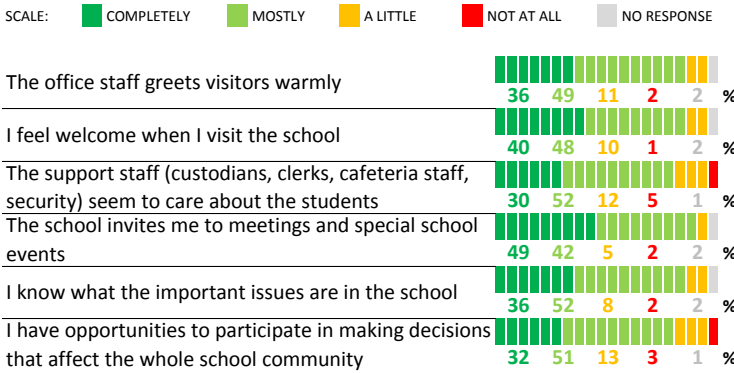 SCALE: COMPLETELY MOSTLY A LITTLE NOT AT ALL NO RESPONSE
The office staff greets visitors warmly
36 49 11 2 2 %
I feel welcome when I visit the school
40 48 10 1 2 %
The support staff (custodians, clerks, cafeteria staff,
security) seem to care about the students
30 52 12 5 1 %
The school invites me to meetings and special school
events
49 42 5 2 2 %
I know what the important issues are in the school
36 52 8 2 2 %
I have opportunities to participate in making decisions
that affect the whole school community
32 51 13 3 1 %